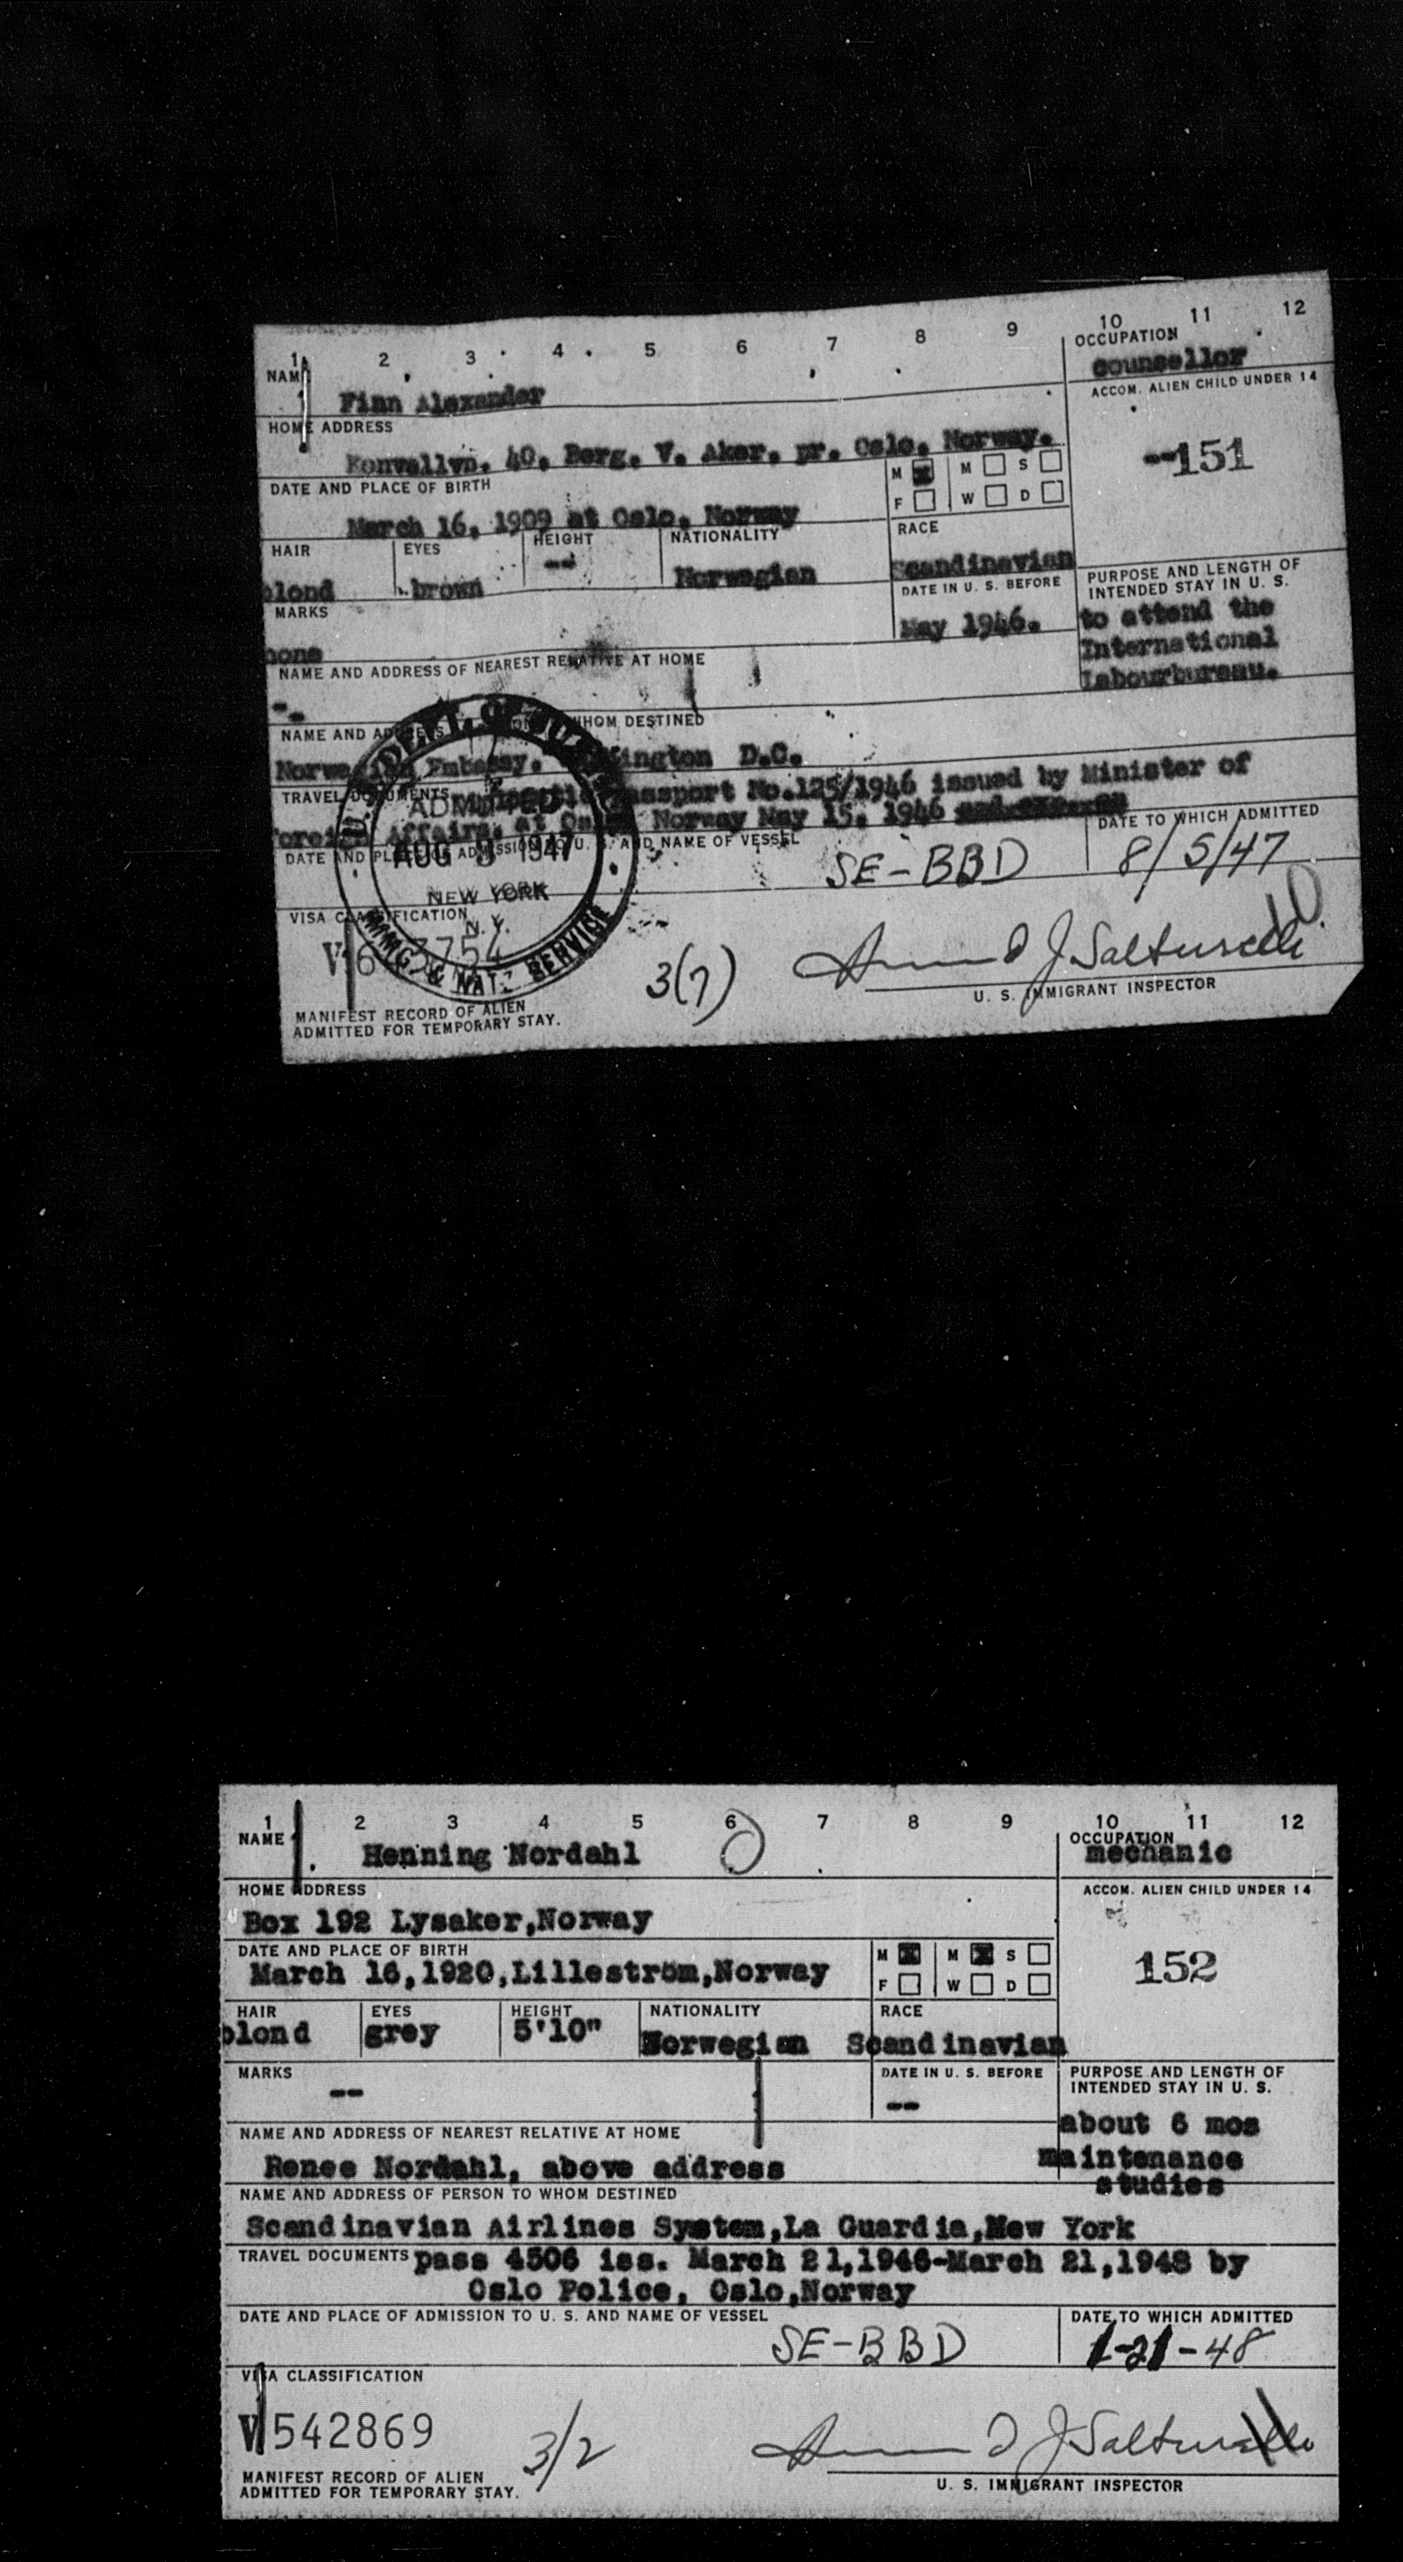 1 2 3 4 5 6 7 8 9 10 11 12
NAME Finn Alexander
OCCUPATION counsellor
HOME ADDRESS
40, Berg. V. Aker. pr. Oslo, Norway.
ACCOM. ALIEN CHILD UNDER 14
--151
DATE AND PLACE OF BIRTH
March 16, 1909 at Oslo, Norway
M M S
F W D
HAIR EYES HEIGHT NATIONALITY RACE
blond brown -- Norwegian Scandinavian
MARKS
none
DATE IN U. S. BEFORE
May 1946.
PURPOSE AND LENGTH OF
INTENDED STAY IN U. S.
to attend the
International
Labourbureau.
NAME AND ADDRESS OF NEAREST RELATIVE AT HOME
--
NAME AND ADDRESS WHOM DESTINED
Norwegian Embassy, D.C.
TRAVEL DOCUMENTS passport No.125/1946 issued by Minister of
Foreign Affairs, at Norway May 15, 1946
DATE AND PLACE OF ADMISSION TO U. S. AND NAME OF VESSEL
SE-BBD
DATE TO WHICH ADMITTED
8/5/47
ADMITTED
AUG 1947
NEW YORK
N. Y.
IMMIG. & NAT'Z SERVICE
VISA CLASSIFICATION
3(7)
U. S. IMMIGRANT INSPECTOR
MANIFEST RECORD OF ALIEN
ADMITTED FOR TEMPORARY STAY.
1 2 3 4 5 6 7 8 9 10 11 12
NAME Henning Nordahl
OCCUPATION
mechanic
HOME ADDRESS
Box 192 Lysaker,Norway
ACCOM. ALIEN CHILD UNDER 14
152
DATE AND PLACE OF BIRTH
March 16,1920,Lillestrom,Norway
M M S
F W D
HAIR EYES HEIGHT NATIONALITY RACE
blond grey 5'10" Norwegian Scandinavian
MARKS
--
DATE IN U. S. BEFORE
--
PURPOSE AND LENGTH OF
INTENDED STAY IN U. S.
about 6 mos
maintenance
studies
NAME AND ADDRESS OF NEAREST RELATIVE AT HOME
Renee Nordahl, above address
NAME AND ADDRESS OF PERSON TO WHOM DESTINED
Scandinavian Airlines System,La Guardia,New York
TRAVEL DOCUMENTS pass 4506 iss. March 21,1946-March 21,1948 by
Oslo Police, Oslo,Norway
DATE AND PLACE OF ADMISSION TO U. S. AND NAME OF VESSEL
SE-BBD
DATE TO WHICH ADMITTED
1-21-48
VISA CLASSIFICATION
V 542869
3/2
U. S. IMMIGRANT INSPECTOR
MANIFEST RECORD OF ALIEN
ADMITTED FOR TEMPORARY STAY.